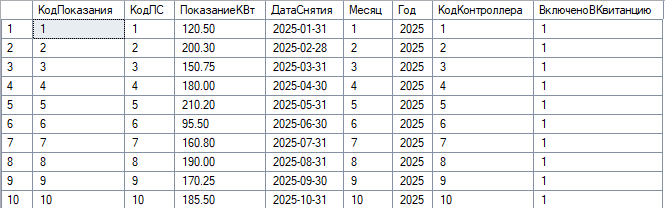 КодПоказания КодПС ПоказаниеКВт ДатаСнятия Месяц Год КодКонтроллера ВключеноВКвитанцию
1 1 1 120.50 2025-01-31 1 2025 1 1
2 2 2 200.30 2025-02-28 2 2025 2 1
3 3 3 150.75 2025-03-31 3 2025 3 1
4 4 4 180.00 2025-04-30 4 2025 4 1
5 5 5 210.20 2025-05-31 5 2025 5 1
6 6 6 95.50 2025-06-30 6 2025 6 1
7 7 7 160.80 2025-07-31 7 2025 7 1
8 8 8 190.00 2025-08-31 8 2025 8 1
9 9 9 170.25 2025-09-30 9 2025 9 1
10 10 10 185.50 2025-10-31 10 2025 10 1